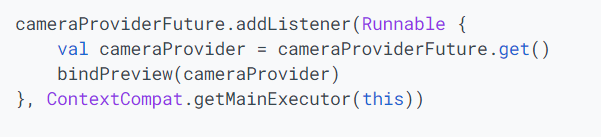 cameraProviderFuture.addListener(Runnable {
    val cameraProvider = cameraProviderFuture.get()
    bindPreview(cameraProvider)
}, ContextCompat.getMainExecutor(this))